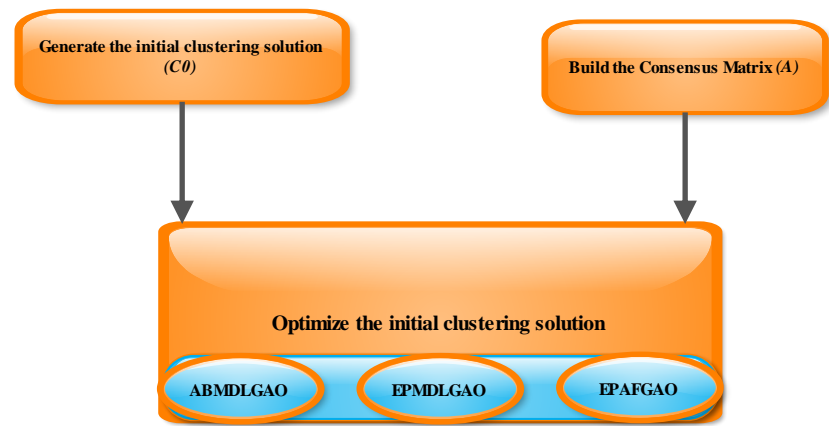 Generate the initial clustering solution
(C0)
Build the Consensus Matrix (A)
Optimize the initial clustering solution
ABMDLGAO EPMDLGAO EPAFGAO